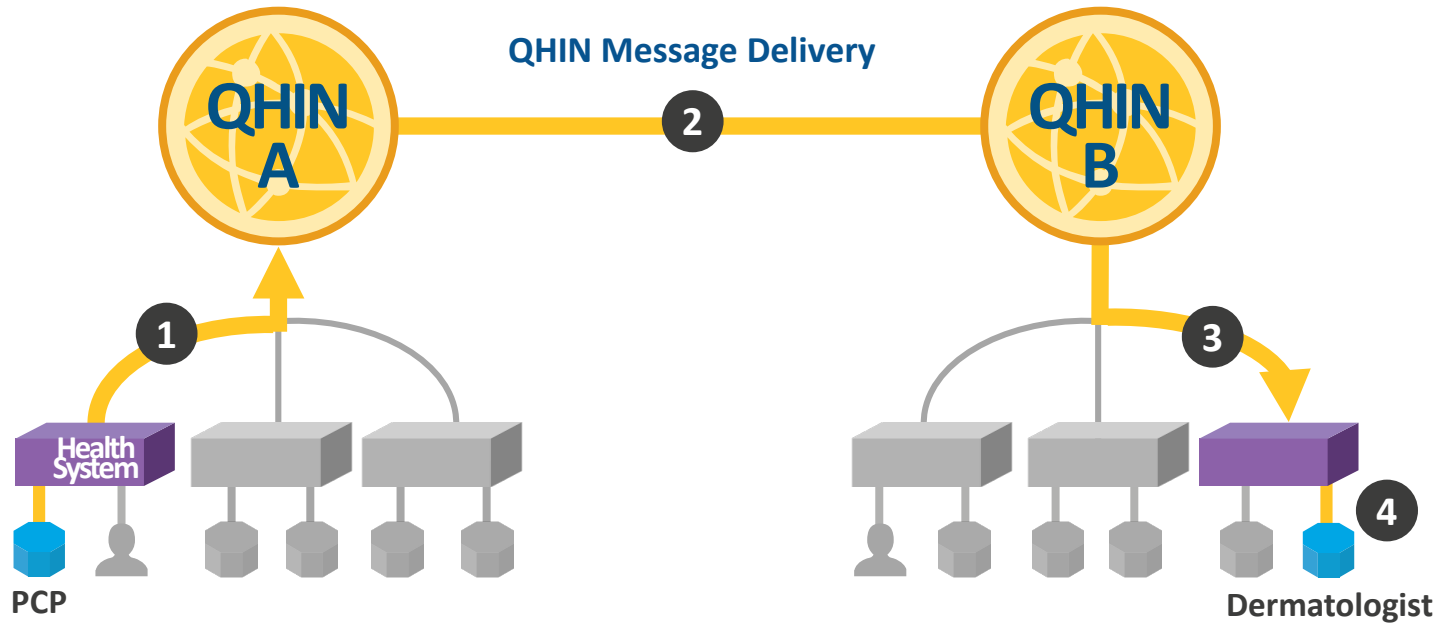 QHIN Message Delivery
QHIN
A
2
QHIN
B
1
3
Health
System
4
PCP
Dermatologist